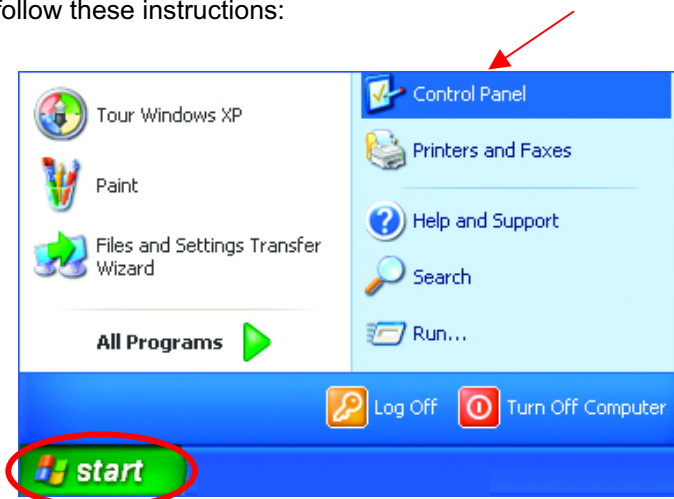 follow these instructions:
Tour Windows XP
Paint
Files and Settings Transfer
Wizard
All Programs
Control Panel
Printers and Faxes
Help and Support
Search
Run...
Log Off
Turn Off Computer
start